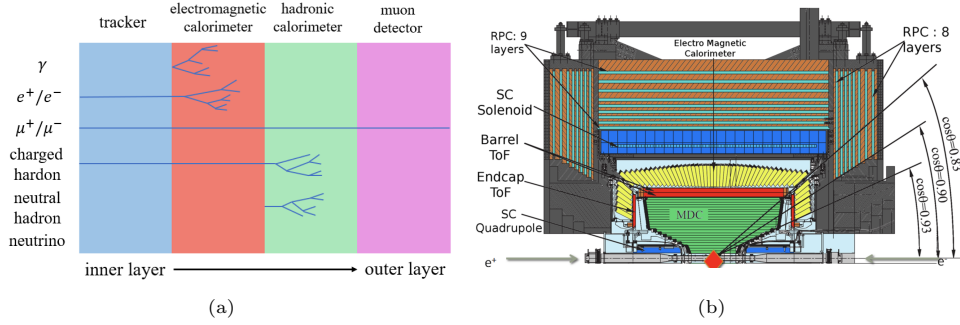 tracker
electromagnetic
calorimeter
hadronic
calorimeter
muon
detector
γ
e⁺/e⁻
μ⁺/μ⁻
charged
hardon
neutral
hadron
neutrino
inner layer
outer layer
(a)
RPC: 9
layers
Electro Magnetic
Calorimeter
RPC : 8
layers
SC
Solenoid
Barrel
ToF
Endcap
ToF
SC
Quadrupole
MDC
cosθ=0.83
cosθ=0.90
cosθ=0.93
e⁺
e⁻
(b)